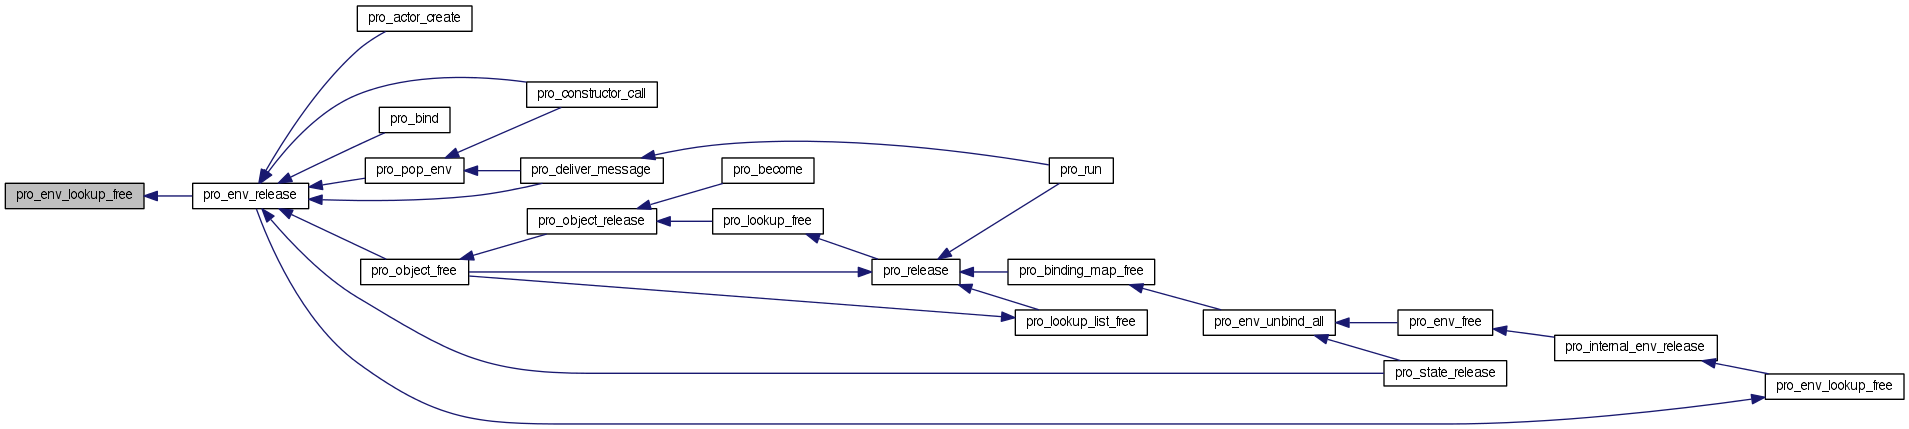 pro_actor_create
pro_constructor_call
pro_bind
pro_pop_env
pro_deliver_message
pro_become
pro_run
pro_env_lookup_free
pro_env_release
pro_object_release
pro_lookup_free
pro_object_free
pro_release
pro_binding_map_free
pro_lookup_list_free
pro_env_unbind_all
pro_env_free
pro_internal_env_release
pro_state_release
pro_env_lookup_free